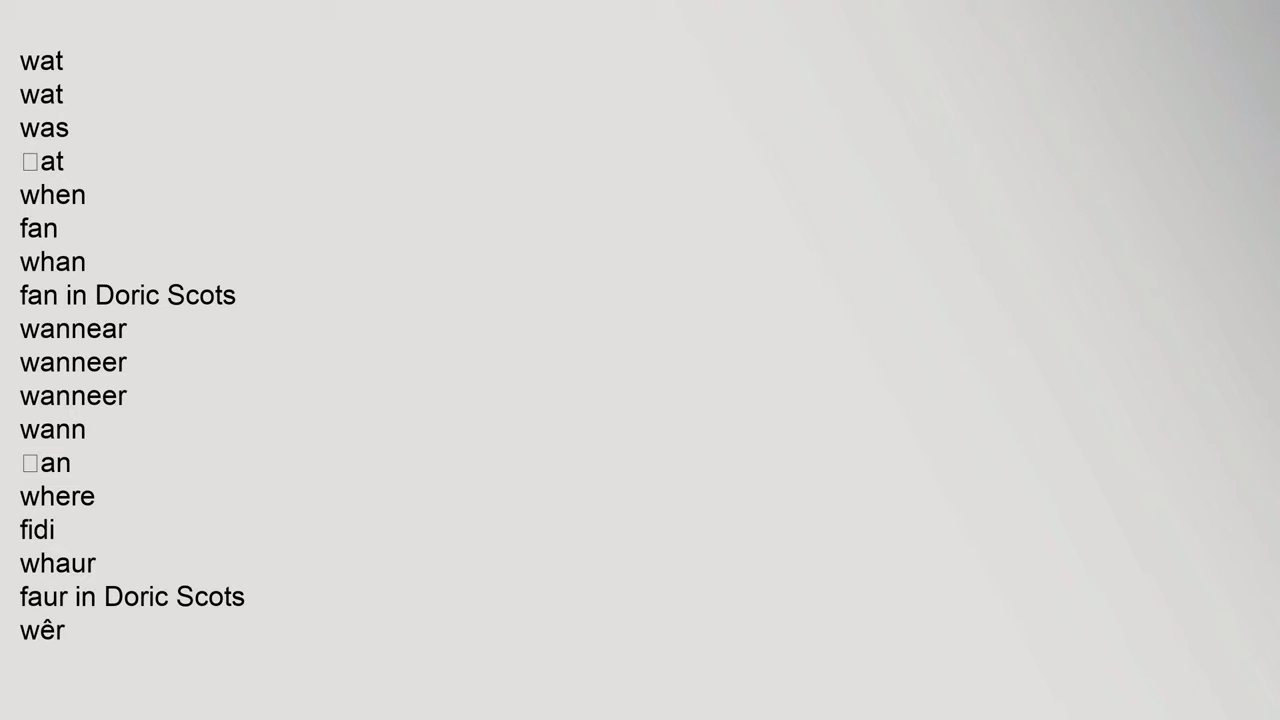 wat
wat
was
□at
when
fan
whan
fan in Doric Scots
wannear
wanneer
wanneer
wann
□an
where
fidi
whaur
faur in Doric Scots
wêr